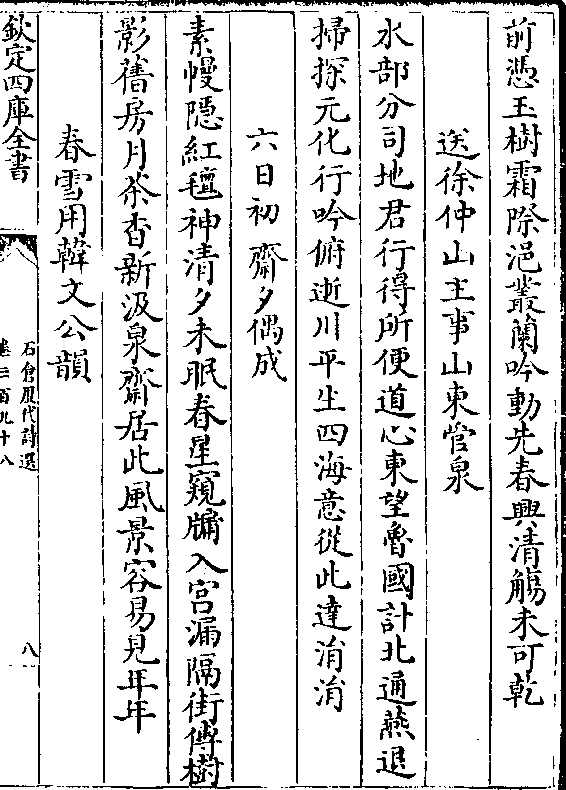 前憑玉樹霜際浥叢蘭吟動先春興清觴未可乾
送徐仲山主事山東管泉
水部分司地君行得所便道心東望魯國計北通燕退
掃探元化行吟俯逝川平生四海意從此達涓涓
六日初齋夕偶成
素幔隱紅氊神清夕未眠春星窺牖入宮漏隔街傳樹
影舊房月茶香新汲泉齋居此風景容易見年年
春雪用韓文公韻
欽定四庫全書
石倉歷代詩選
卷三百九十八
八